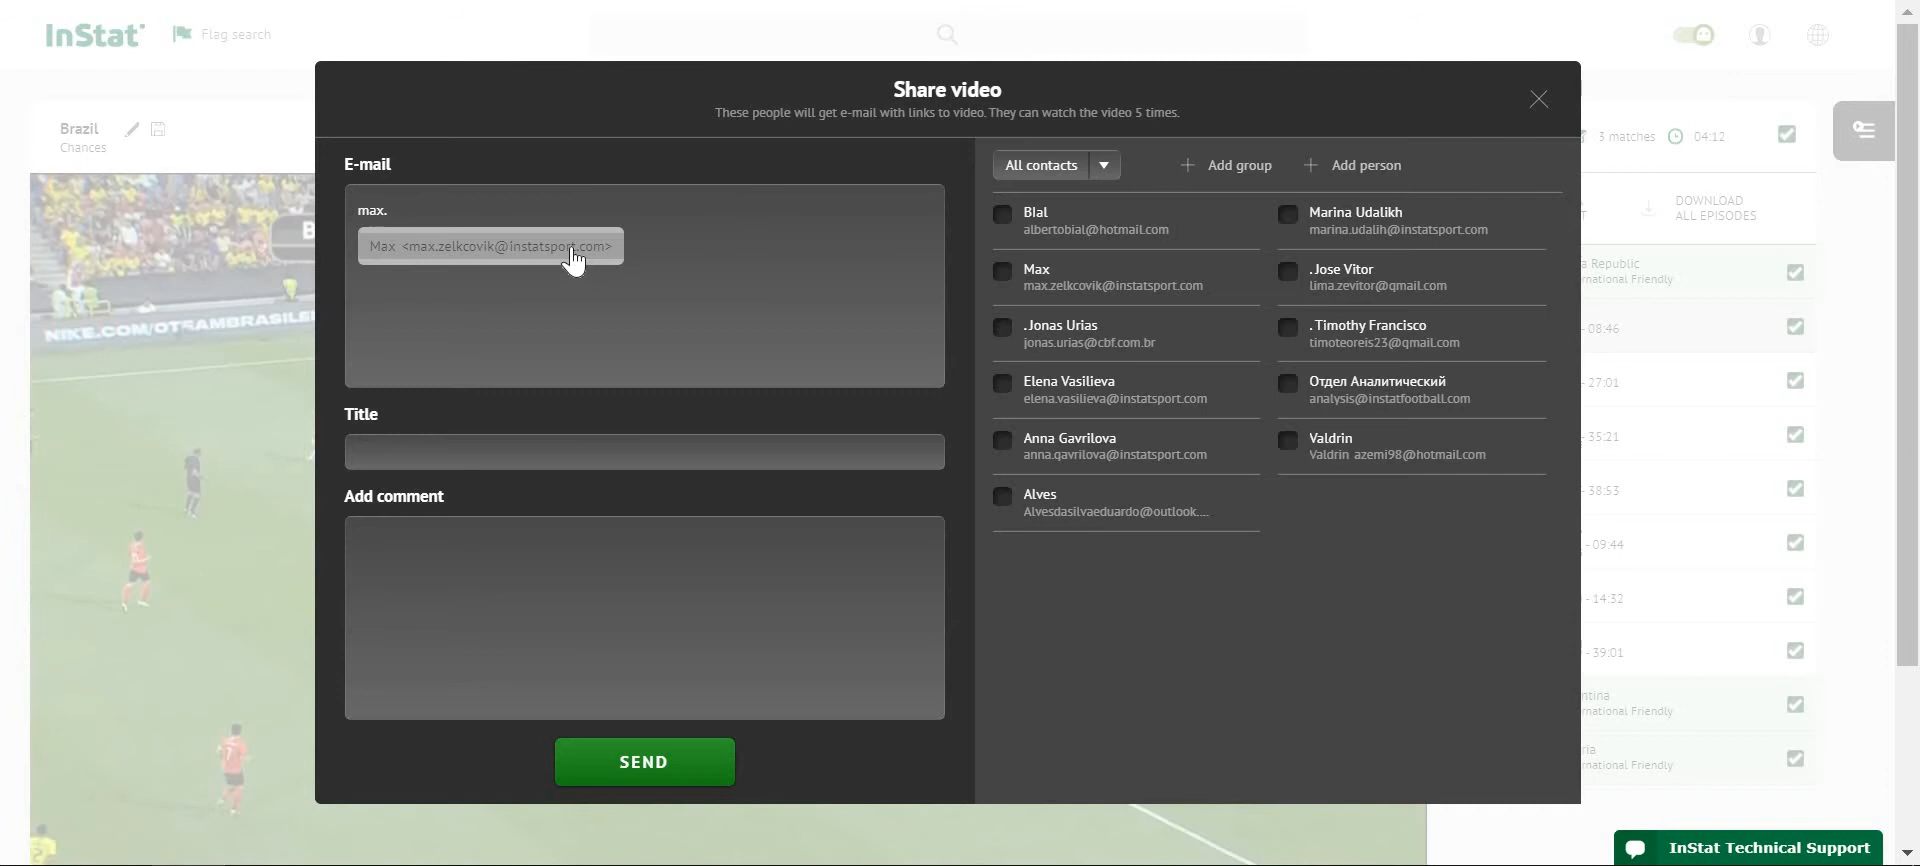 InStat
Flag search
Share video
These people will get e-mail with links to video. They can watch the video 5 times.
Brazil
Chances
3 matches
04:12
E-mail
max.
Max <max.zelkcovik@instatsport.com>
All contacts
Add group
Add person
DOWNLOAD
ALL EPISODES
BIal
albertobial@hotmail.com
Marina Udalikh
marina.udalih@instatsport.com
Max
max.zelkcovik@instatsport.com
.Jose Vitor
lima.zevitor@gmail.com
.Jonas Urias
jonas.urias@cbf.com.br
.Timothy Francisco
timoteoreis23@gmail.com
Elena Vasilieva
elena.vasilieva@instatsport.com
Отдел Аналитический
analysis@instatfootball.com
Anna Gavrilova
anna.gavrilova@instatsport.com
Valdrin
Valdrin azemi98@hotmail.com
Alves
Alvesdasilvaeduardo@outlook....
Republic
- 08:46
- 27:01
- 35:21
- 38:53
- 09:44
- 14:32
- 39:01
NIKE.COM/
Title
Add comment
SEND
InStat Technical Support